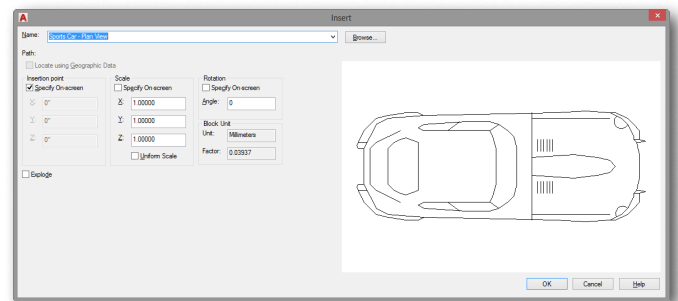 A
Insert
Name: Sports Car - Plan View
Browse...
Path:
Locate using Geographic Data
Insertion point
Specify On-screen
X: 0"
Y: 0"
Z: 0"
Scale
Specify On-screen
X: 1.00000
Y: 1.00000
Z: 1.00000
Uniform Scale
Rotation
Specify On-screen
Angle: 0
Block Unit
Unit: Millimeters
Factor: 0.03937
Explode
OK Cancel Help